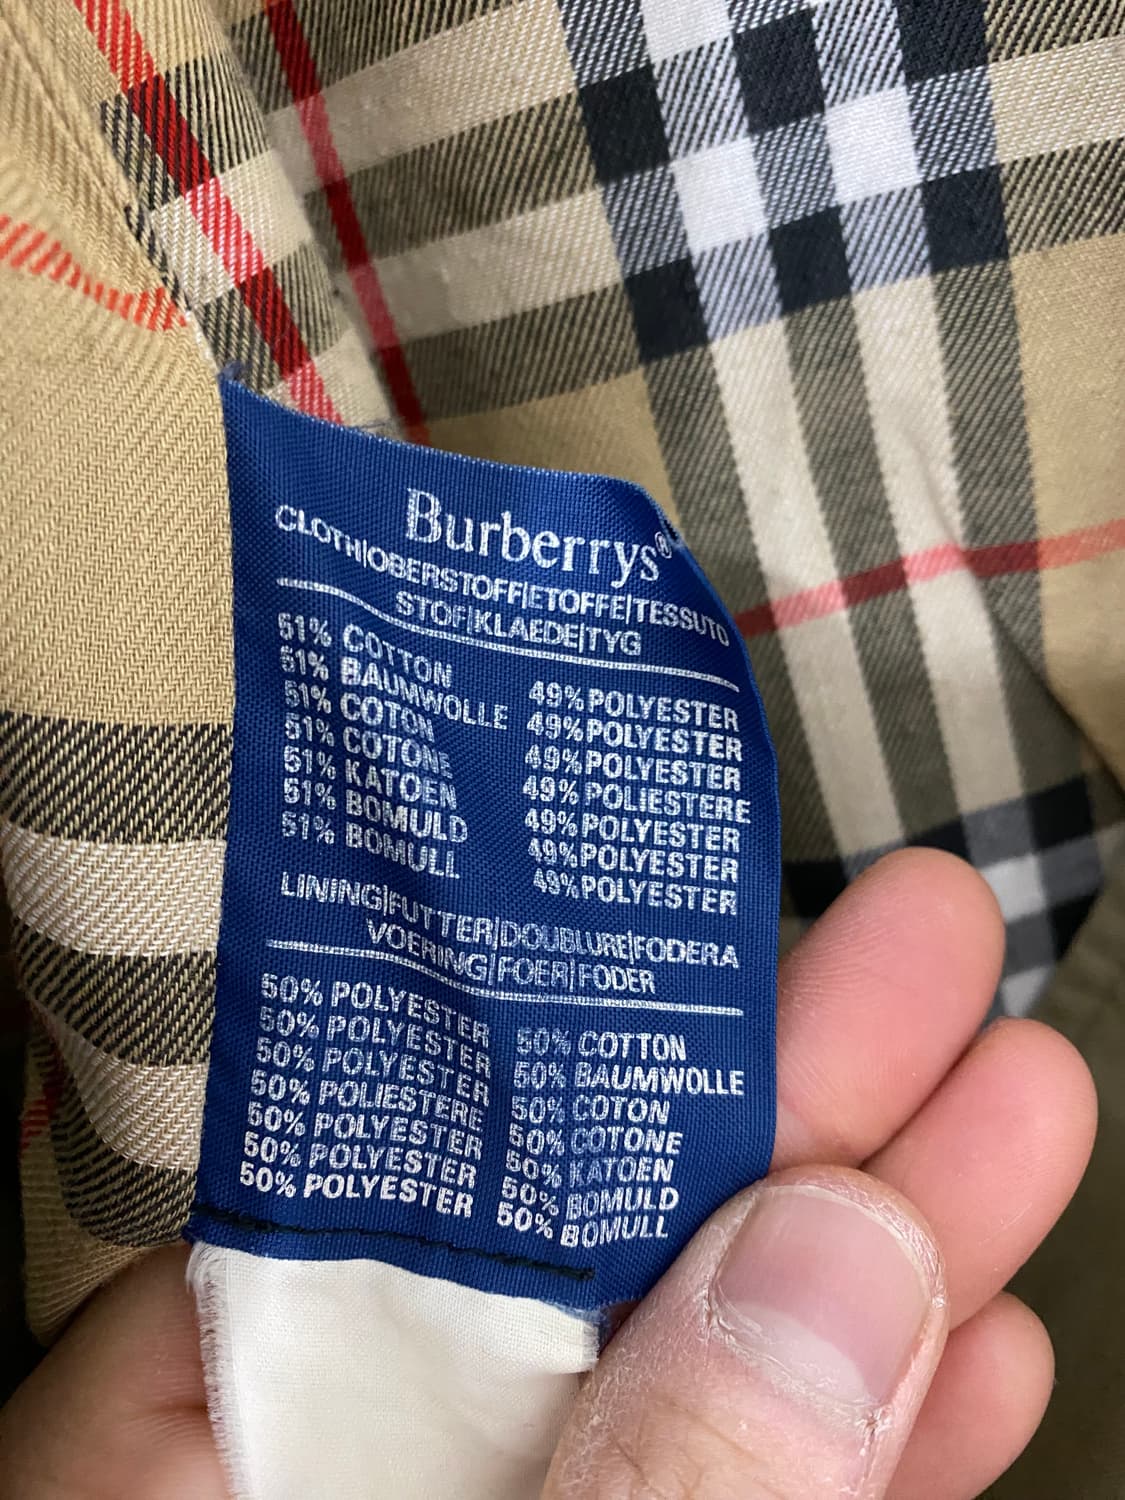 Burberrys®
CLOTH|OBERSTOFF|ETOFFE|TESSUTO
STOF|KLAEDE|TYG
51% COTTON 49% POLYESTER
51% BAUMWOLLE 49% POLYESTER
51% COTON 49% POLYESTER
51% COTONE 49% POLIESTERE
51% KATOEN 49% POLYESTER
51% BOMULD 49% POLYESTER
51% BOMULL 49% POLYESTER
LINING|FUTTER|DOUBLURE|FODERA
VOERING|FOER|FODER
50% POLYESTER 50% COTTON
50% POLYESTER 50% BAUMWOLLE
50% POLYESTER 50% COTON
50% POLIESTERE 50% COTONE
50% POLYESTER 50% KATOEN
50% POLYESTER 50% BOMULD
50% POLYESTER 50% BOMULL